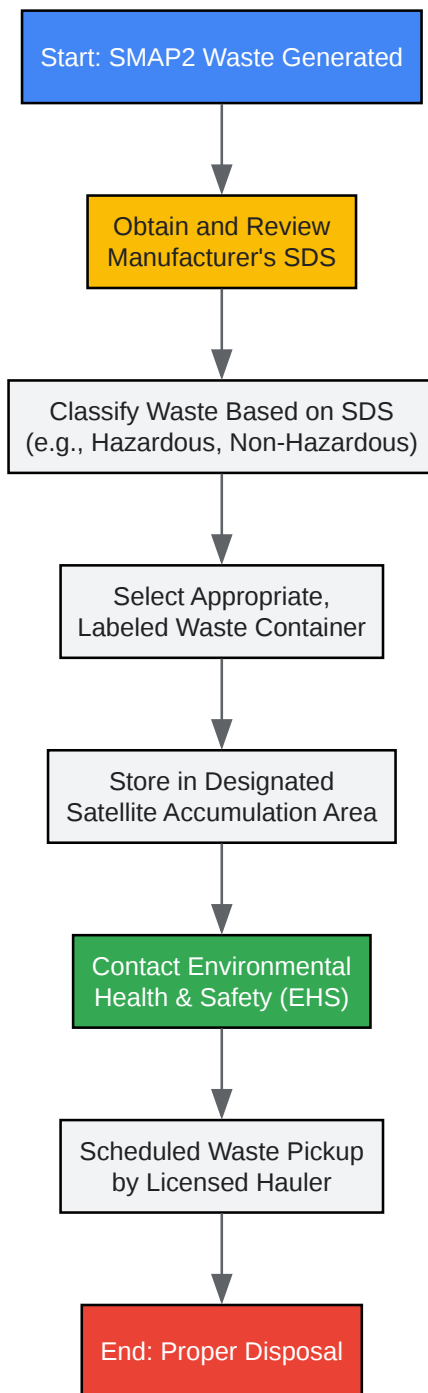 Start: SMAP2 Waste Generated
Obtain and Review
Manufacturer's SDS
Classify Waste Based on SDS
(e.g., Hazardous, Non-Hazardous)
Select Appropriate,
Labeled Waste Container
Store in Designated
Satellite Accumulation Area
Contact Environmental
Health & Safety (EHS)
Scheduled Waste Pickup
by Licensed Hauler
End: Proper Disposal